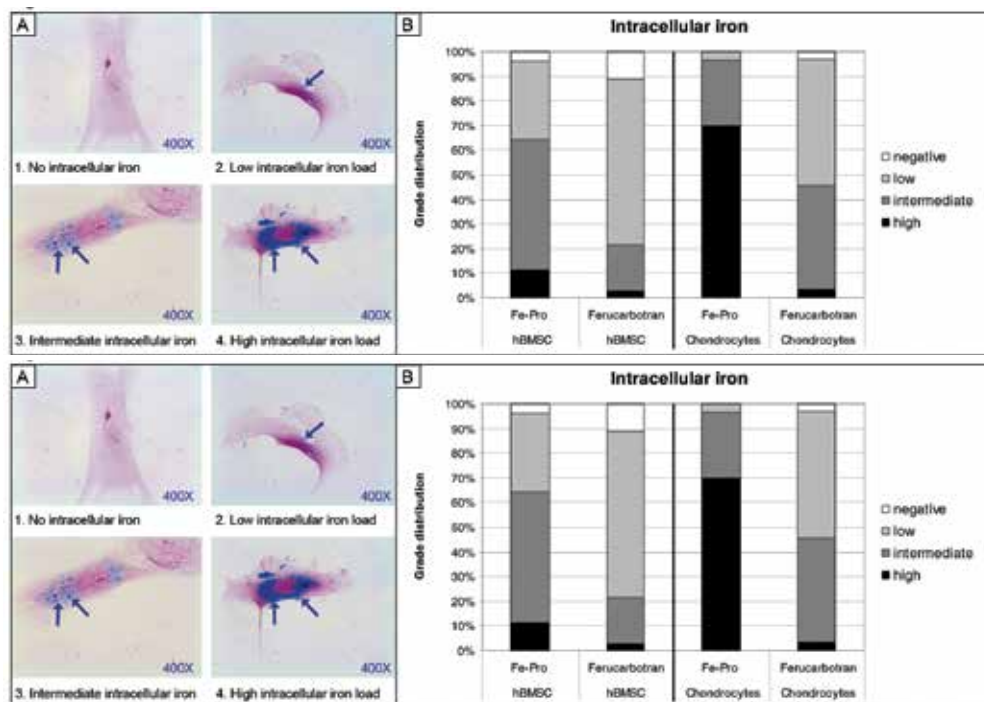 A
400X
400X
1. No intracellular iron
2. Low intracellular iron load
400X
400X
3. Intermediate intracellular iron
4. High intracellular iron load
B
Intracellular iron
Grade distribution
100%
90%
80%
70%
60%
50%
40%
30%
20%
10%
0%
Fe-Pro
Ferucarbotran
Fe-Pro
Ferucarbotran
hBMSC
hBMSC
Chondrocytes
Chondrocytes
negative
low
intermediate
high
A
400X
400X
1. No intracellular iron
2. Low intracellular iron load
400X
400X
3. Intermediate intracellular iron
4. High intracellular iron load
B
Intracellular iron
Grade distribution
100%
90%
80%
70%
60%
50%
40%
30%
20%
10%
0%
Fe-Pro
Ferucarbotran
Fe-Pro
Ferucarbotran
hBMSC
hBMSC
Chondrocytes
Chondrocytes
negative
low
intermediate
high